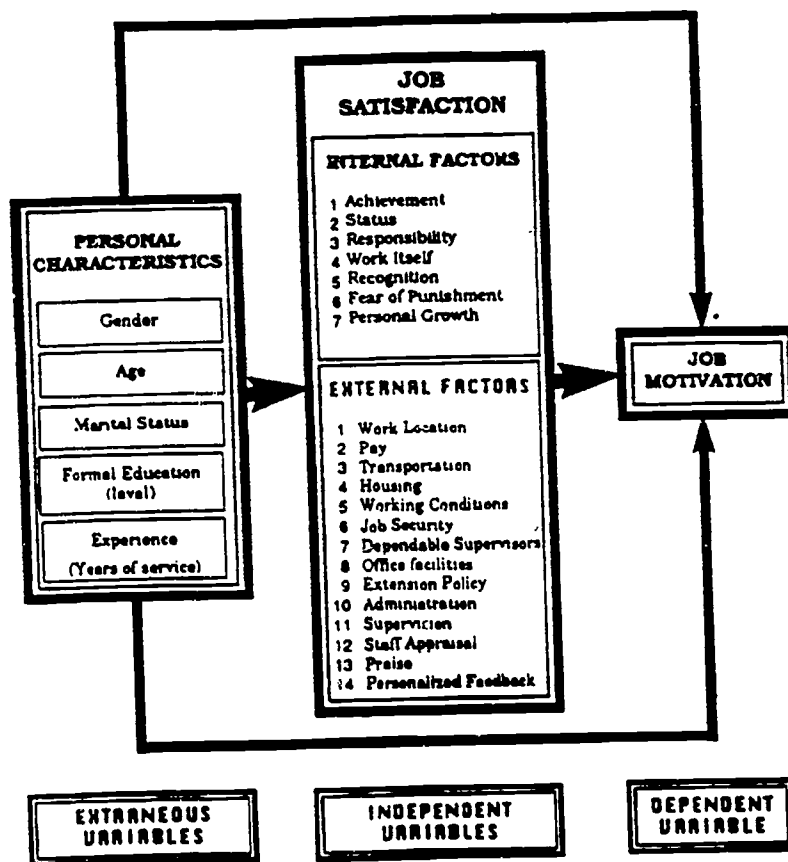 PERSONAL
CHARACTERISTICS
Gender
Age
Marital Status
Formal Education
(level)
Experience
(Years of service)
JOB
SATISFACTION
INTERNAL FACTORS
1 Achievement
2 Status
3 Responsibility
4 Work Itself
5 Recognition
6 Fear of Punishment
7 Personal Growth
EXTERNAL FACTORS
1 Work Location
2 Pay
3 Transportation
4 Housing
5 Working Conditions
6 Job Security
7 Dependable Supervisors
8 Office facilities
9 Extension Policy
10 Administration
11 Supervision
12 Staff Appraisal
13 Praise
14 Personalized Feedback
JOB
MOTIVATION
EXTRANEOUS
VARIABLES
INDEPENDENT
VARIABLES
DEPENDENT
VARIABLE